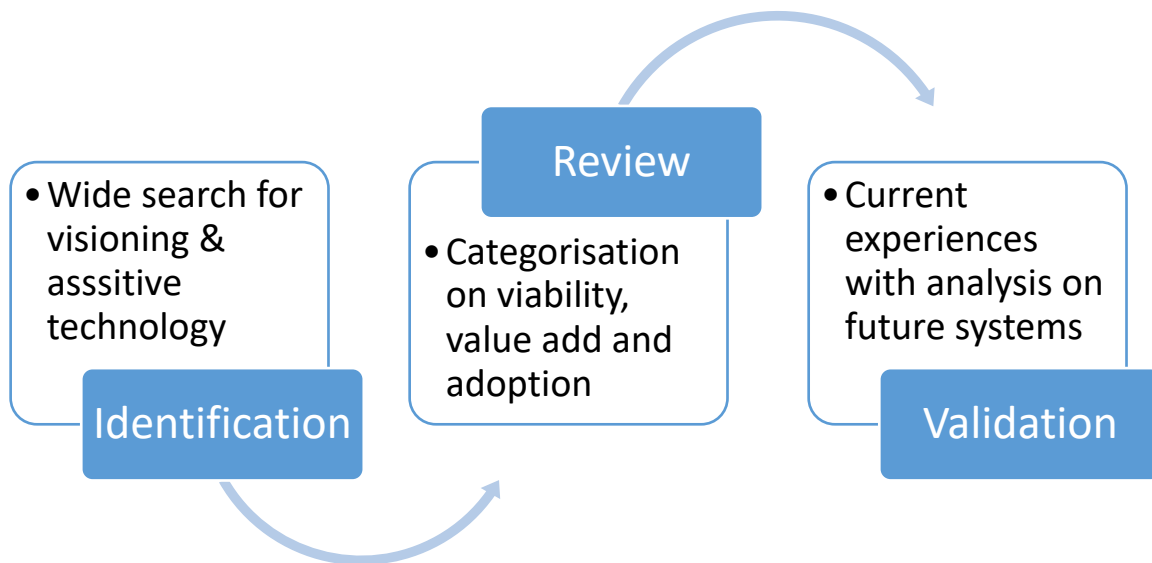 • Wide search for
visioning &
asssitive
technology
Identification
Review
• Categorisation
on viability,
value add and
adoption
• Current
experiences
with analysis on
future systems
Validation